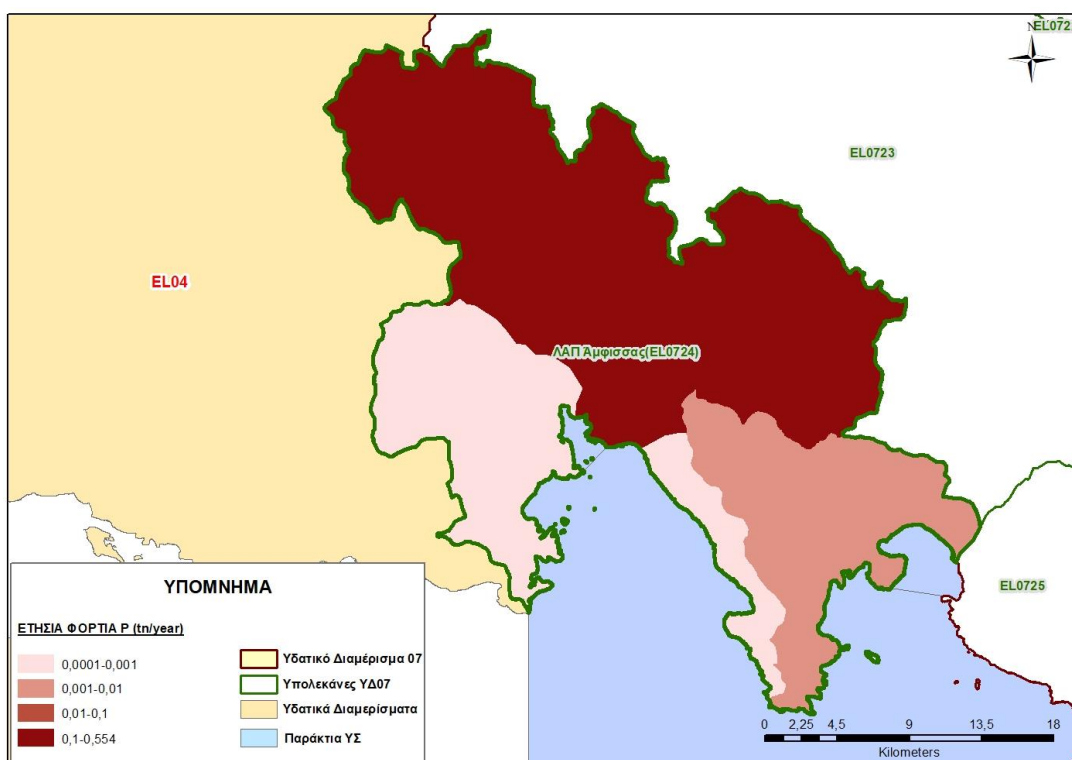 EL072
N
EL0723
EL04
ΛΑΠ Άμφισσας(EL0724)
EL0725
ΥΠΟΜΝΗΜΑ
ΕΤΗΣΙΑ ΦΟΡΤΙΑ P (tn/year)
0,0001-0,001
0,001-0,01
0,01-0,1
0,1-0,554
Υδατικό Διαμέρισμα 07
Υπολεκάνες ΥΔ07
Υδατικά Διαμερίσματα
Παράκτια ΥΣ
0 2,25 4,5 9 13,5 18
Kilometers